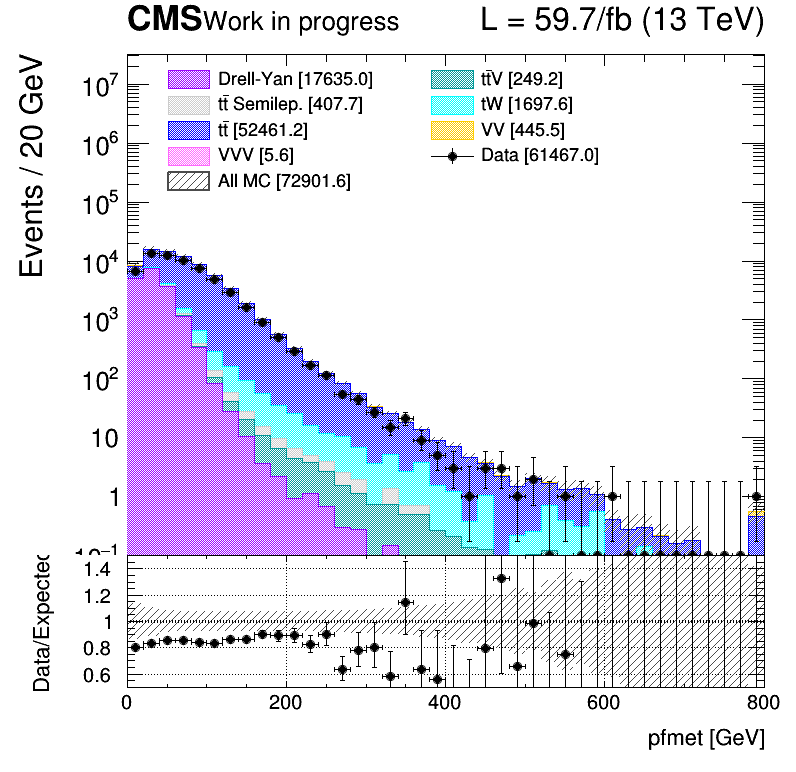 CMS Work in progress L = 59.7/fb (13 TeV)
Events / 20 GeV
10⁷
10⁶
10⁵
10⁴
10³
10²
10
1
10⁻¹
Drell-Yan [17635.0]
tt̄ Semilep. [407.7]
tt̄ [52461.2]
VVV [5.6]
All MC [72901.6]
tt̄V [249.2]
tW [1697.6]
VV [445.5]
Data [61467.0]
Data/Expected
1.4
1.2
1
0.8
0.6
0 200 400 600 800
pfmet [GeV]